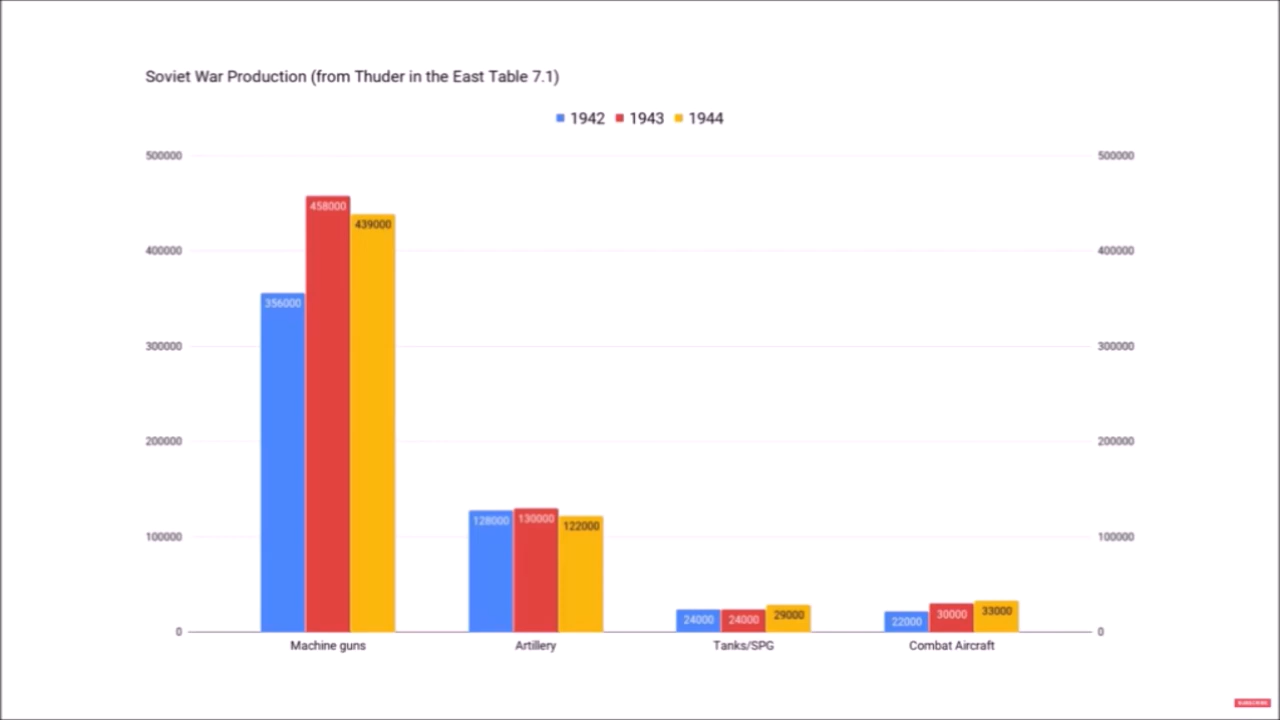 Soviet War Production (from Thuder in the East Table 7.1)
1942 1943 1944
500000 500000
458000
439000
400000 400000
356000
300000 300000
200000 200000
128000 130000 122000
100000 100000
24000 24000 29000 22000 30000 33000
0 0
Machine guns Artillery Tanks/SPG Combat Aircraft
SUBSCRIBE